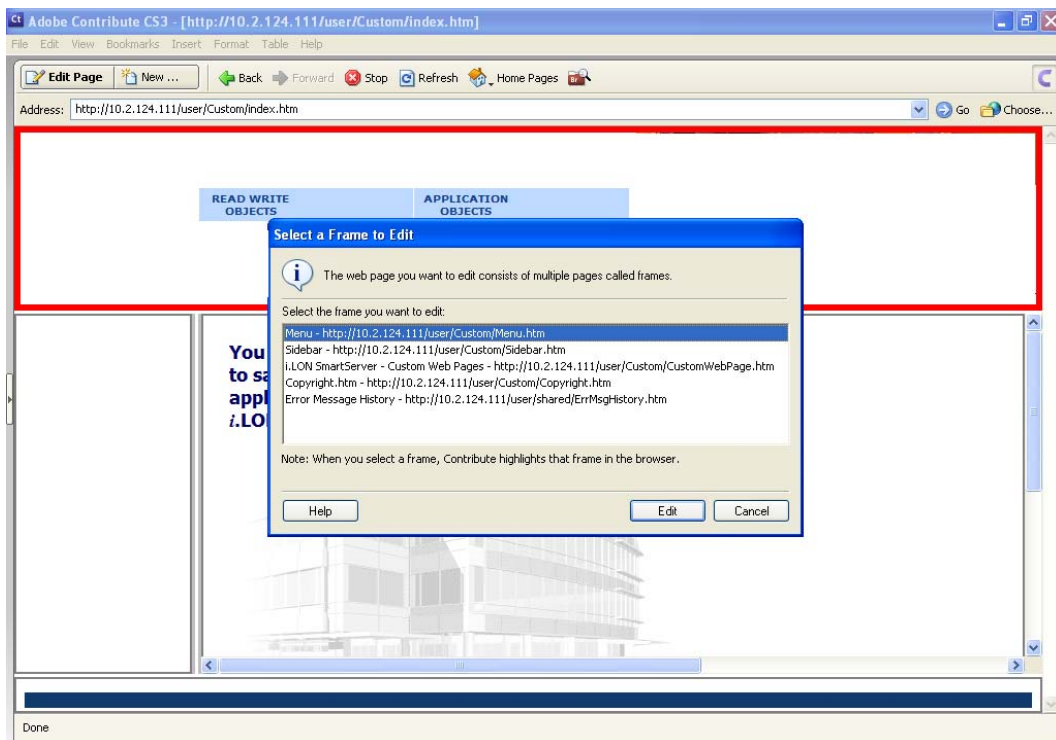 Ct Adobe Contribute CS3 - [http://10.2.124.111/user/Custom/index.htm]
File Edit View Bookmarks Insert Format Table Help
Edit Page New ... Back Forward Stop Refresh Home Pages
Address: http://10.2.124.111/user/Custom/index.htm Go Choose...
READ WRITE APPLICATION
OBJECTS OBJECTS
Select a Frame to Edit
The web page you want to edit consists of multiple pages called frames.
Select the frame you want to edit:
Menu - http://10.2.124.111/user/Custom/Menu.htm
Sidebar - http://10.2.124.111/user/Custom/Sidebar.htm
i.LON SmartServer - Custom Web Pages - http://10.2.124.111/user/Custom/CustomWebPage.htm
Copyright.htm - http://10.2.124.111/user/Custom/Copyright.htm
Error Message History - http://10.2.124.111/user/shared/ErrMsgHistory.htm
Note: When you select a frame, Contribute highlights that frame in the browser.
Help Edit Cancel
You
to sa
appl
i.LO
Done